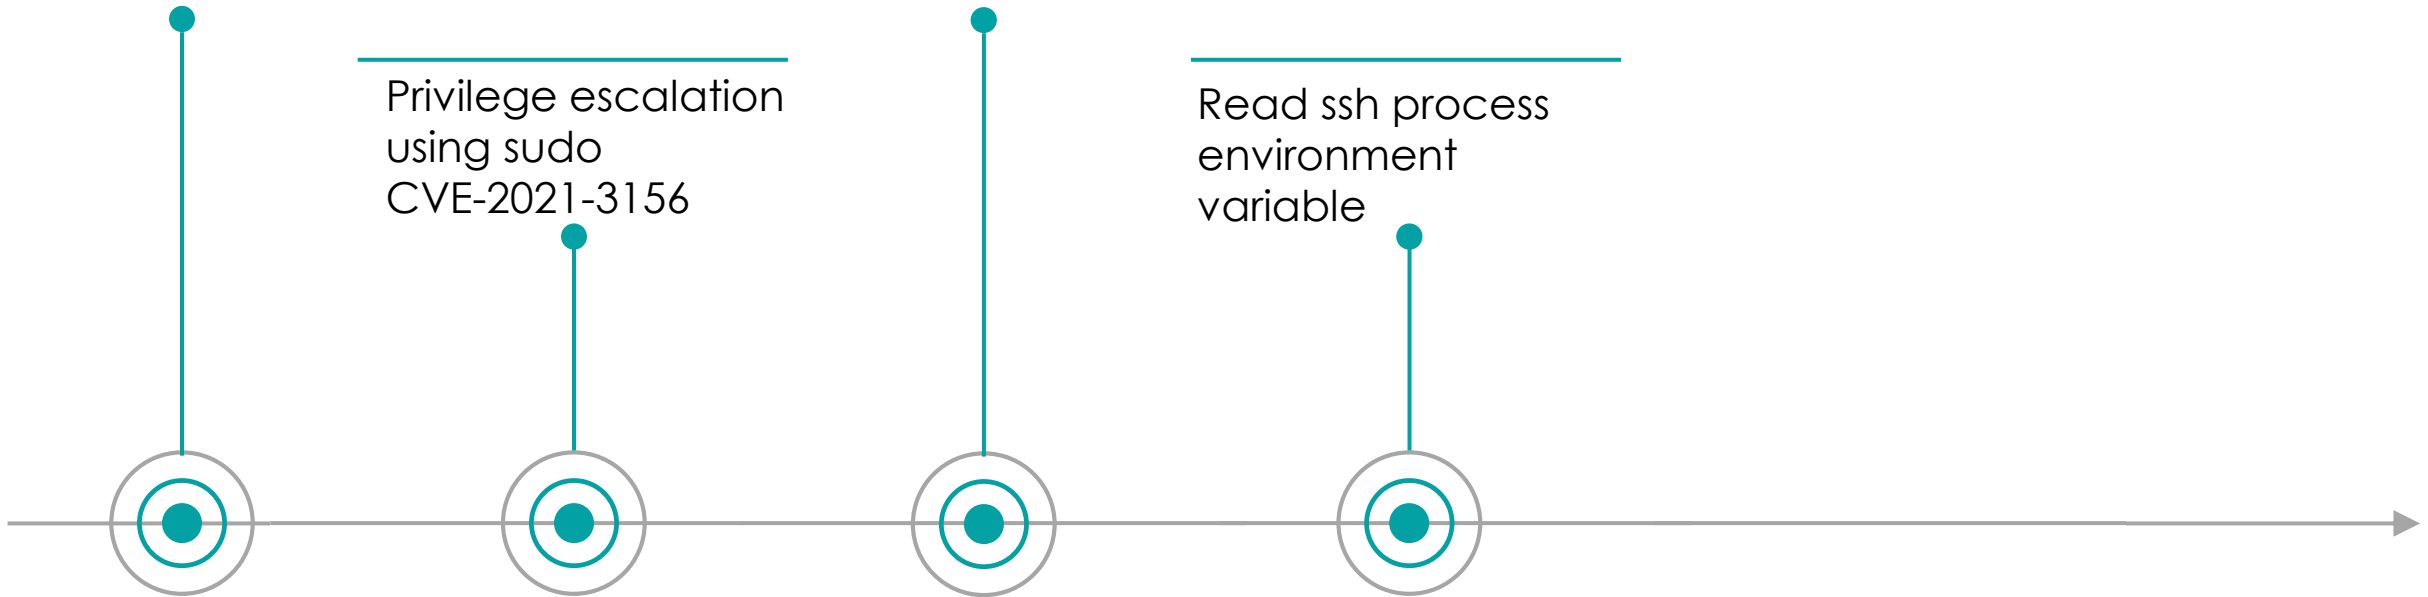 Privilege escalation
using sudo
CVE-2021-3156
Read ssh process
environment
variable